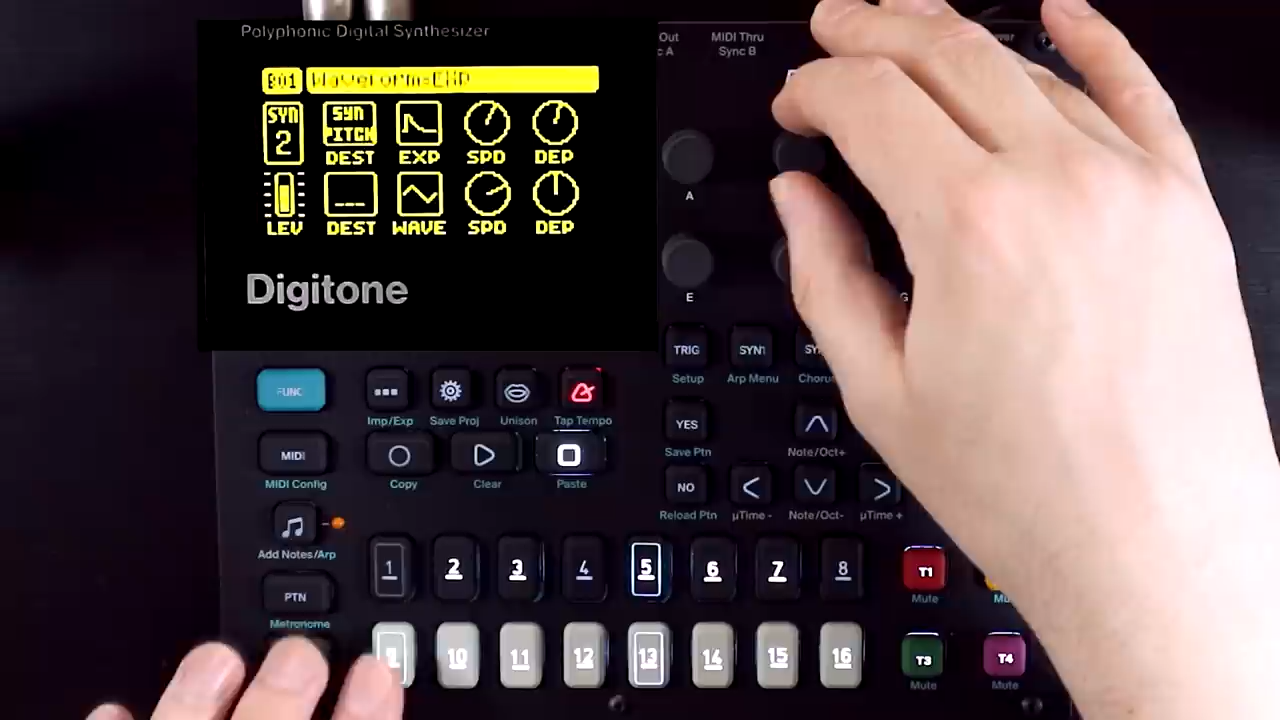 Polyphonic Digital Synthesizer
Out MIDI Thru
c A Sync B
B01 Waveform=EXP
SYN 2 SYN PITCH
DEST EXP SPD DEP
---
LEV DEST WAVE SPD DEP
Digitone
A
E G
FUNC
TRIG SYN1
Setup Arp Menu
Imp/Exp Save Proj Unison Tap Tempo
YES
MIDI
Save Ptn Note/Oct+
MIDI Config Copy Clear Paste
NO
Reload Ptn µTime - Note/Oct- µTime +
Add Notes/Arp
1 2 3 4 5 6 7 8 T1
PTN
Mute
Metronome
9 10 11 12 13 14 15 16 T3 T4
Mute Mute